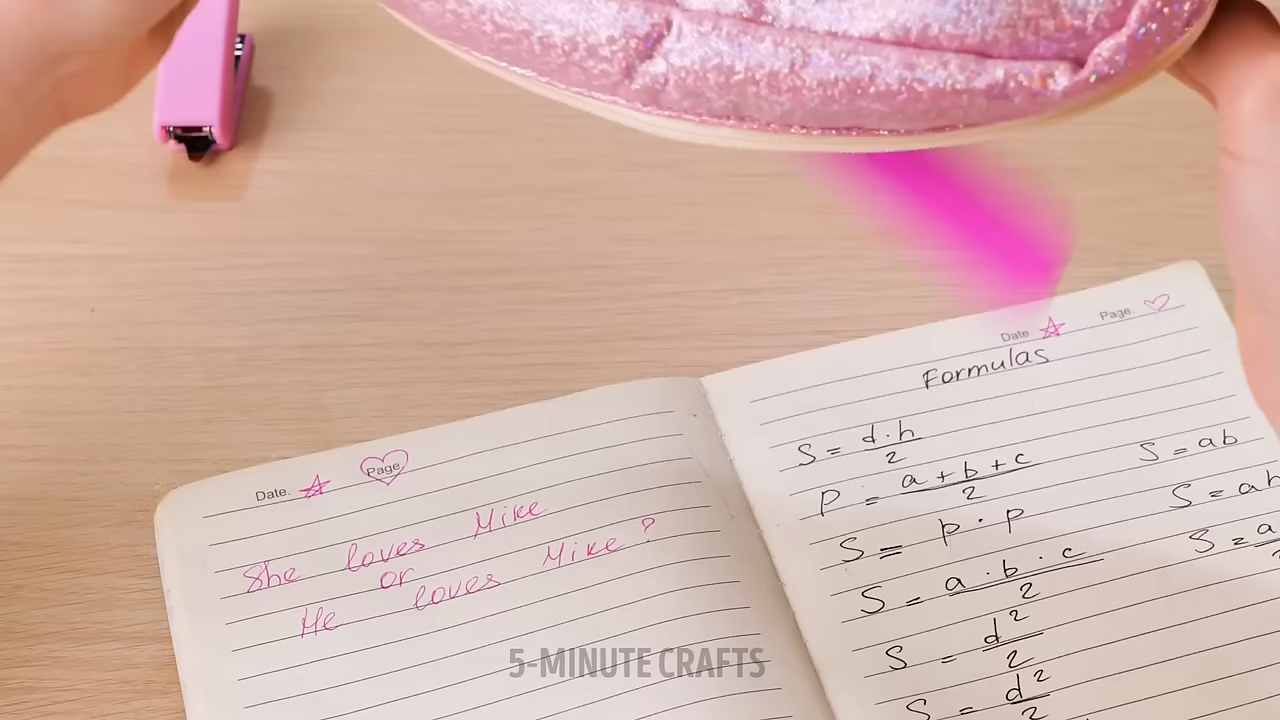 Date.
Page
She loves Mike
or
He loves Mike?
Date
Page
Formulas
S = d·h/2
S = ab
P = a+b+c/2
S = p·p
S = a·b·c/2
S = d²/2
S = d²/2
5-MINUTE CRAFTS